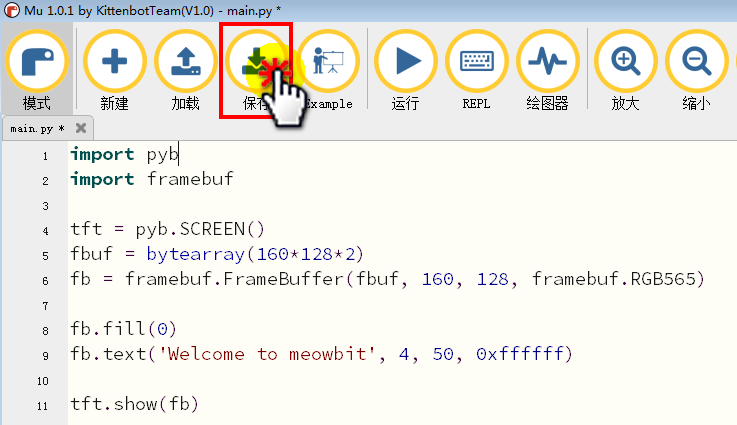 Mu 1.0.1 by KittenbotTeam(V1.0) - main.py *
模式 新建 加载 保存 Example 运行 REPL 绘图器 放大 缩小
main.py *
1 import pyb
2 import framebuf
3
4 tft = pyb.SCREEN()
5 fbuf = bytearray(160*128*2)
6 fb = framebuf.FrameBuffer(fbuf, 160, 128, framebuf.RGB565)
7
8 fb.fill(0)
9 fb.text('Welcome to meowbit', 4, 50, 0xffffff)
10
11 tft.show(fb)